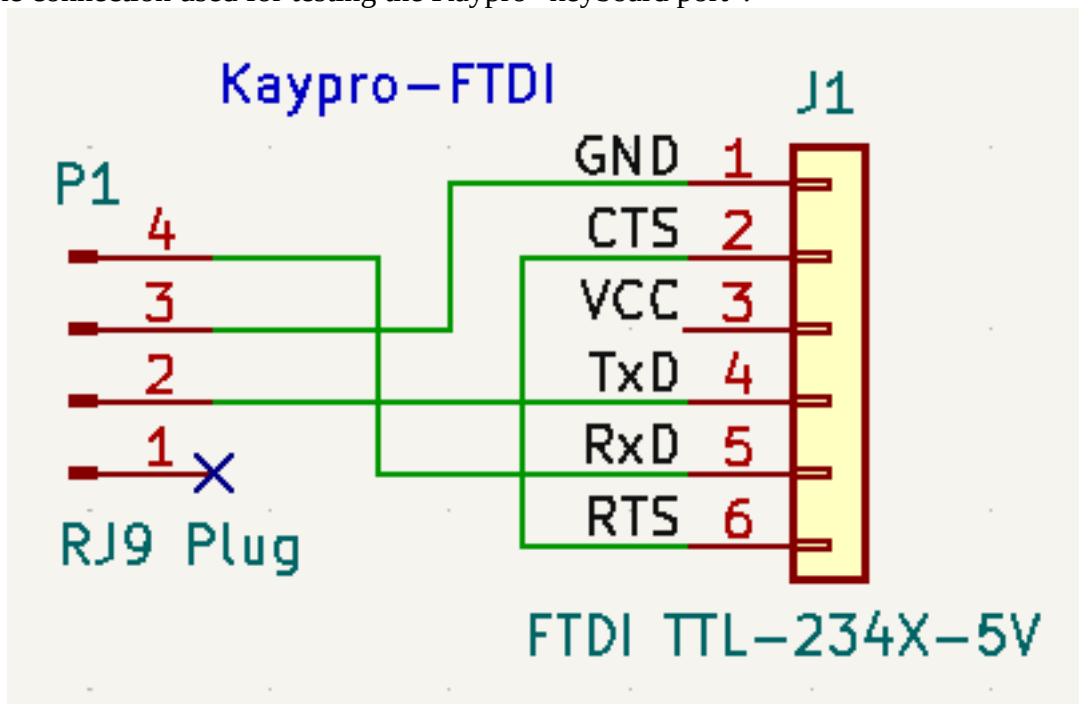 Kaypro-FTDI
J1
P1
GND 1
4
CTS 2
3
VCC 3
2
TxD 4
1
RxD 5
RTS 6
RJ9 Plug
FTDI TTL-234X-5V